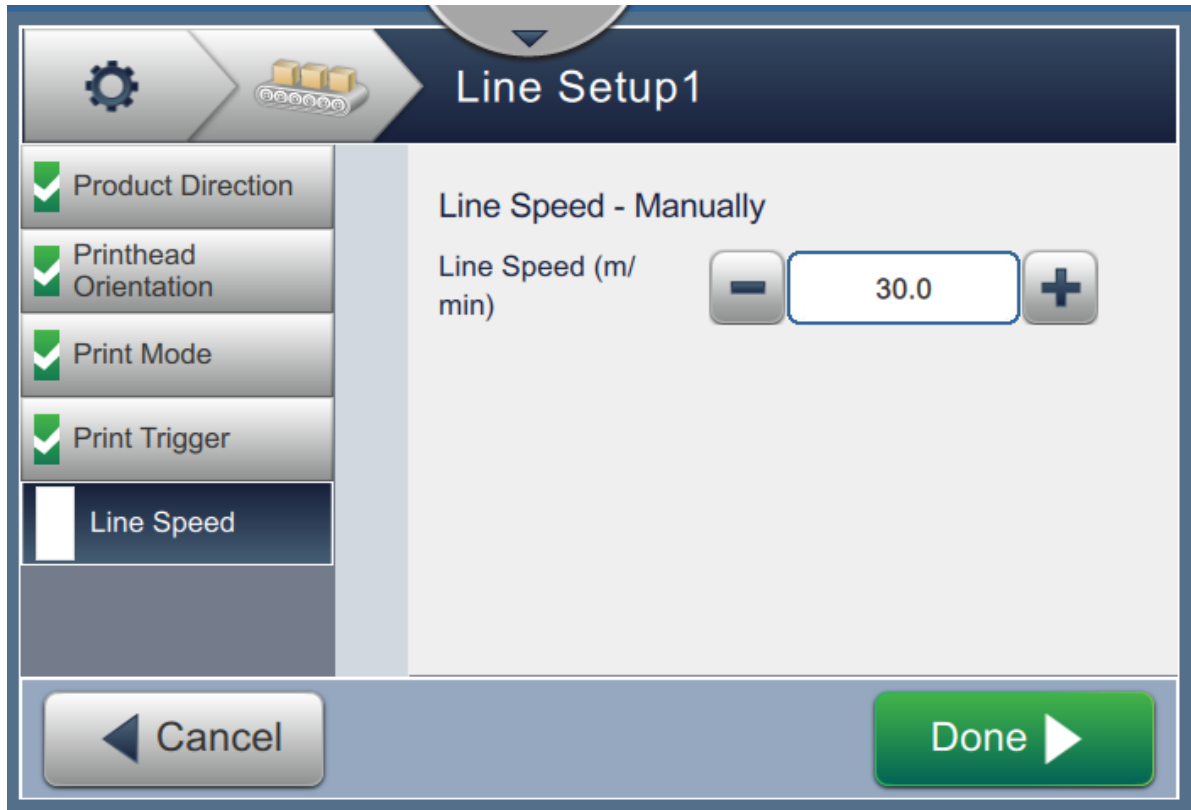 Line Setup1
Product Direction
Printhead
Orientation
Print Mode
Print Trigger
Line Speed
Line Speed - Manually
Line Speed (m/
min)
30.0
Cancel
Done